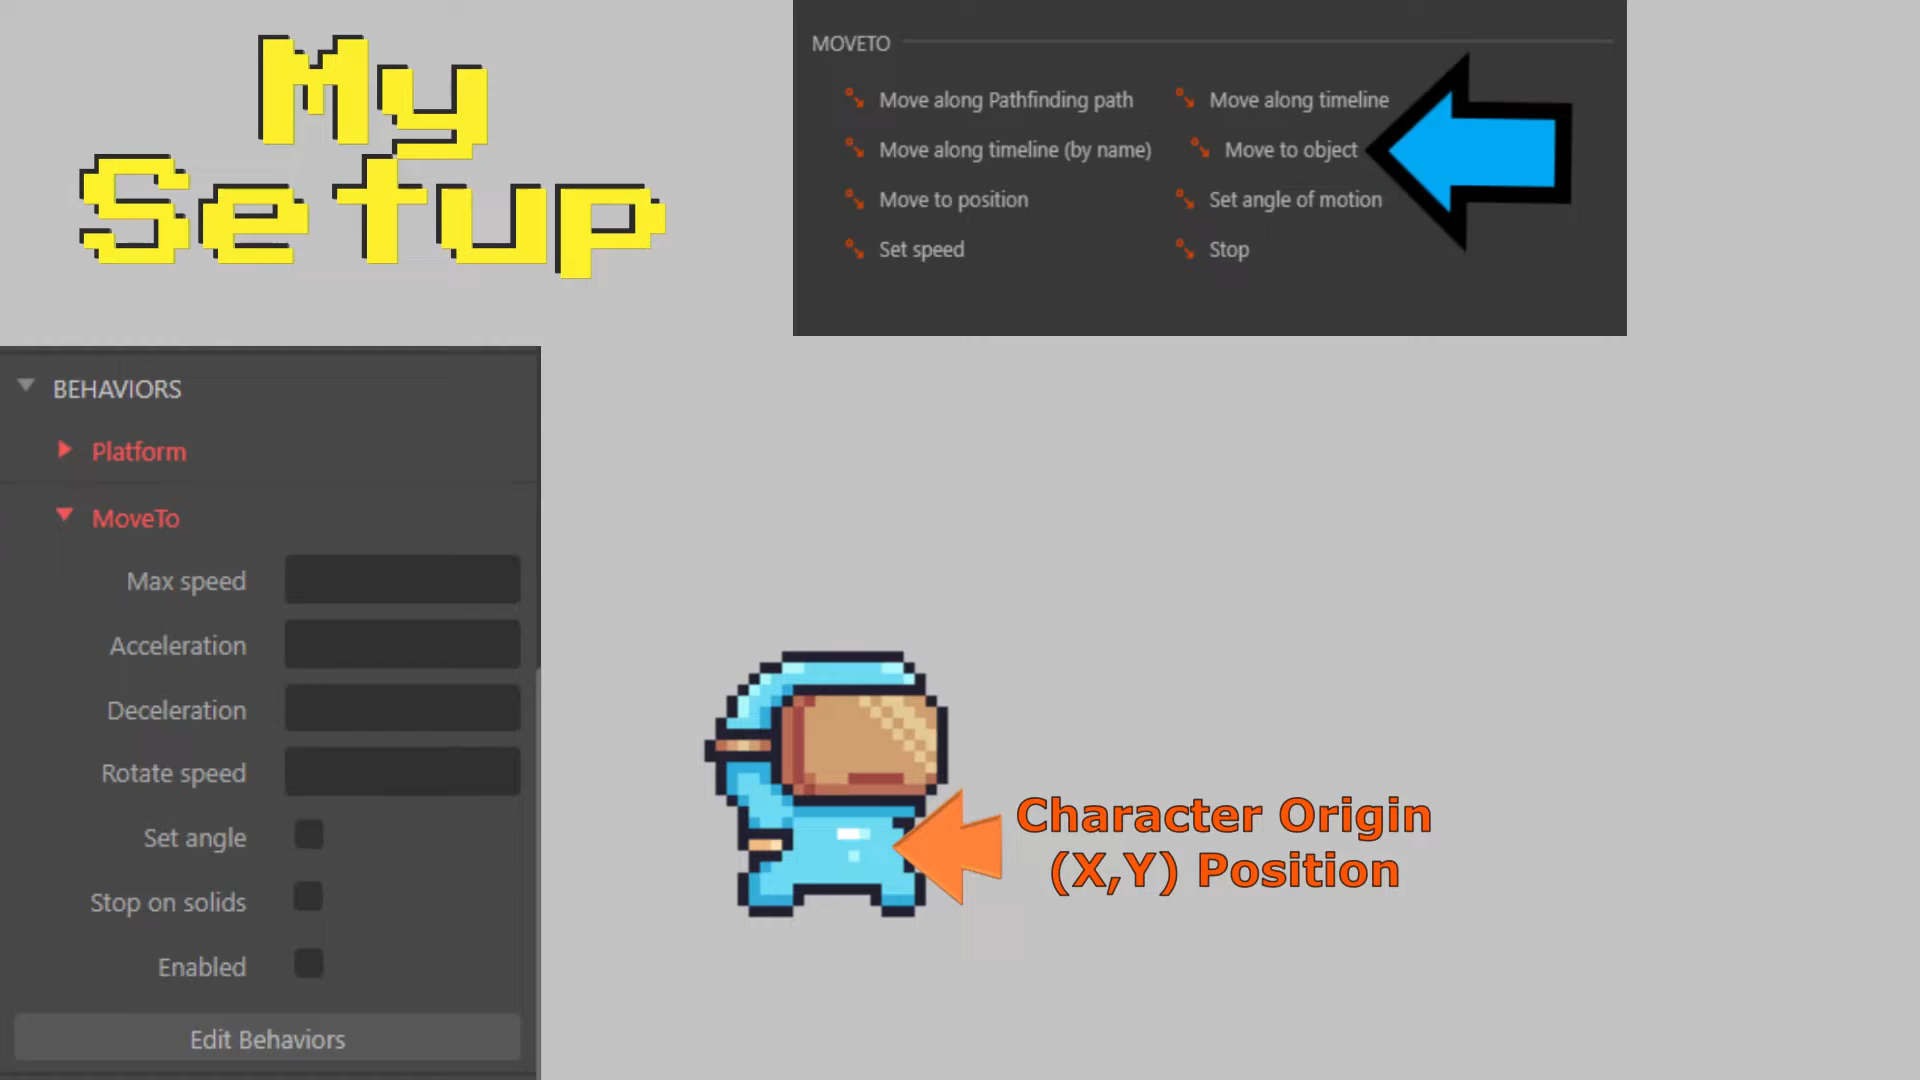 My
Setup
MOVETO
Move along Pathfinding path
Move along timeline
Move along timeline (by name)
Move to object
Move to position
Set angle of motion
Set speed
Stop
BEHAVIORS
Platform
MoveTo
Max speed
Acceleration
Deceleration
Rotate speed
Set angle
Stop on solids
Enabled
Edit Behaviors
Character Origin
(X,Y) Position